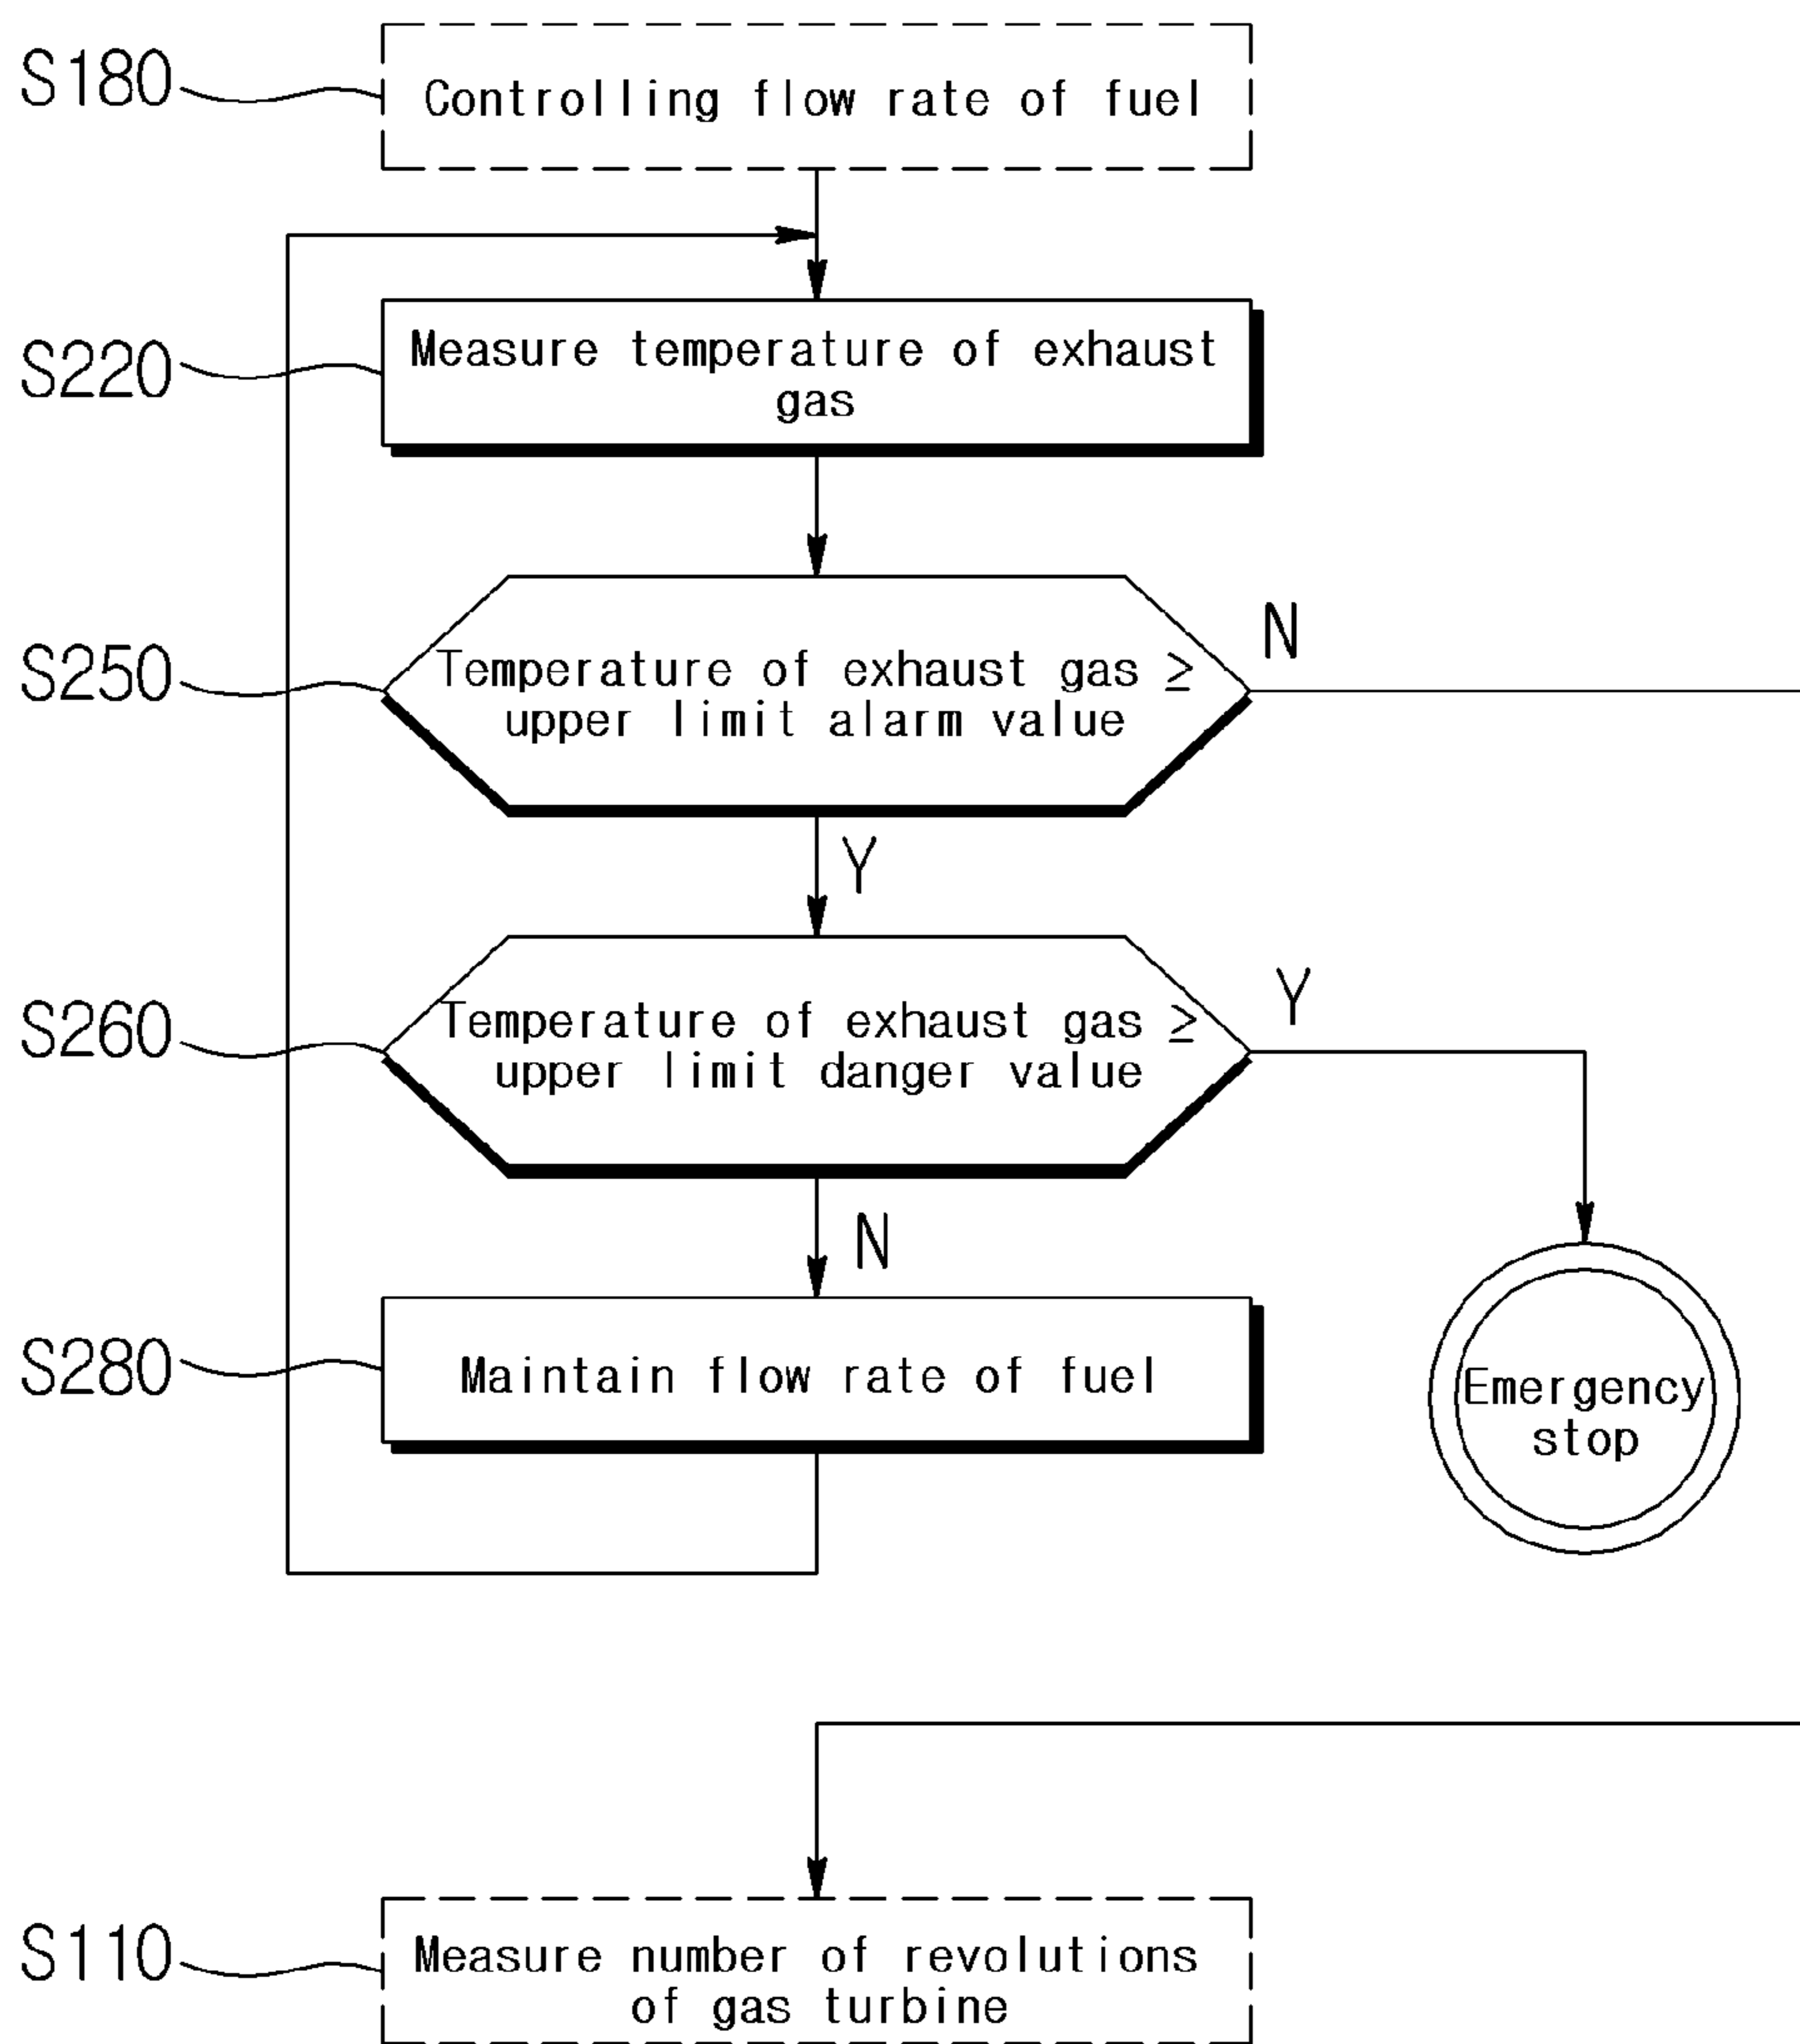 S180
Controlling flow rate of fuel
S220
Measure temperature of exhaust
gas
S250
Temperature of exhaust gas ≥
upper limit alarm value
N
Y
S260
Temperature of exhaust gas ≥
upper limit danger value
Y
N
S280
Maintain flow rate of fuel
Emergency
stop
S110
Measure number of revolutions
of gas turbine